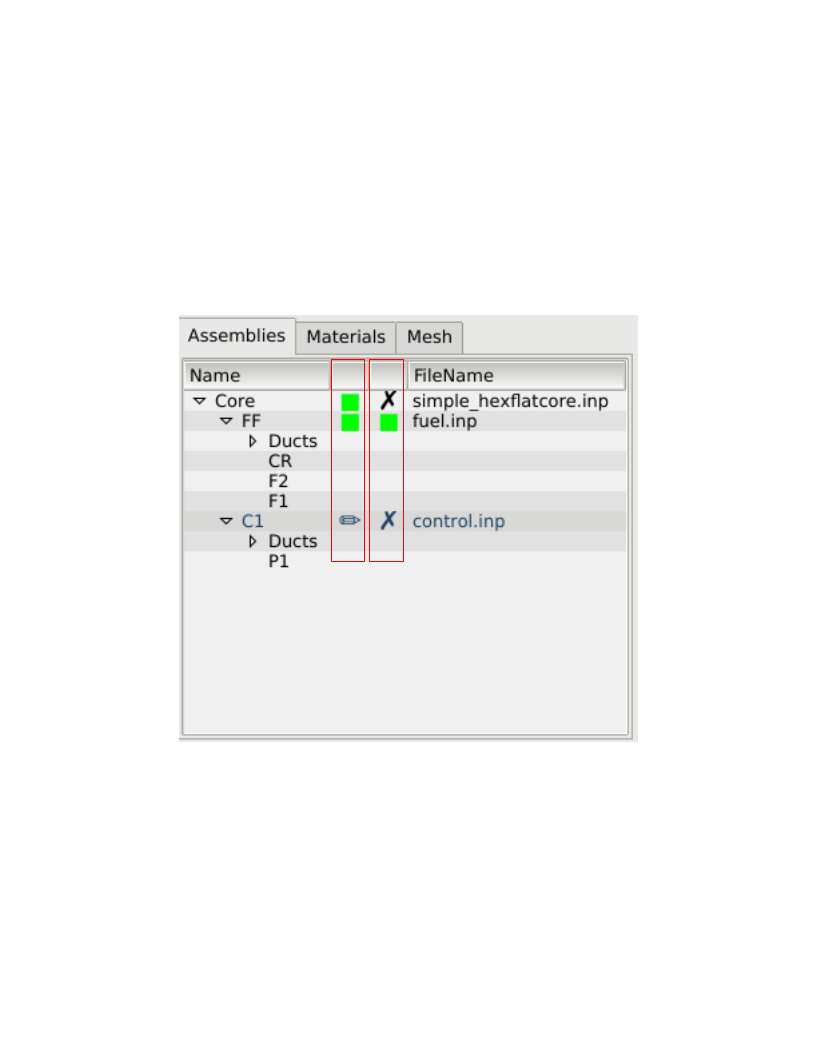 Assemblies Materials Mesh
Name FileName
Core ✗ simple_hexflatcore.inp
FF fuel.inp
Ducts
CR
F2
F1
C1 ✏ ✗ control.inp
Ducts
P1